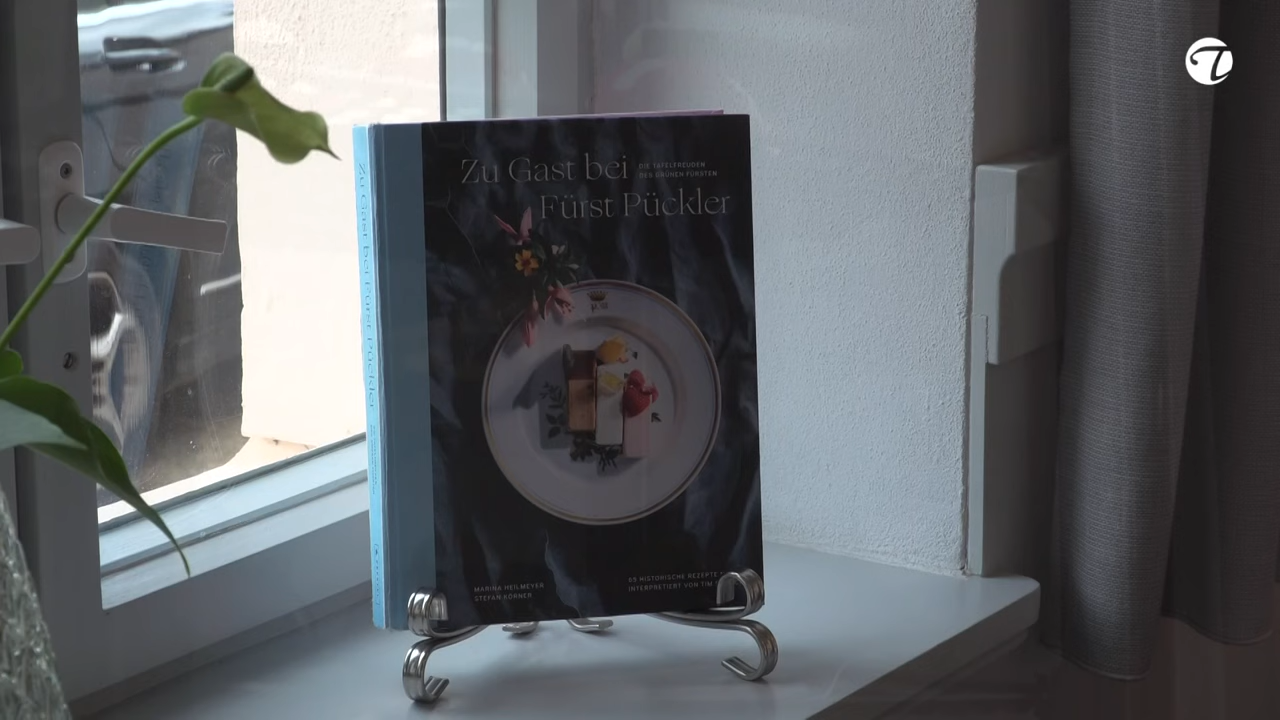 Zu Gast bei
DIE TAFELFREUDEN
DES GRÜNEN FÜRSTEN
Fürst Pückler
MARINA HEILMEYER
STEFAN KÖRNER
HISTORISCHE REZEPTE
INTERPRETIERT VON TIM
Zu Gast bei Fürst Pückler